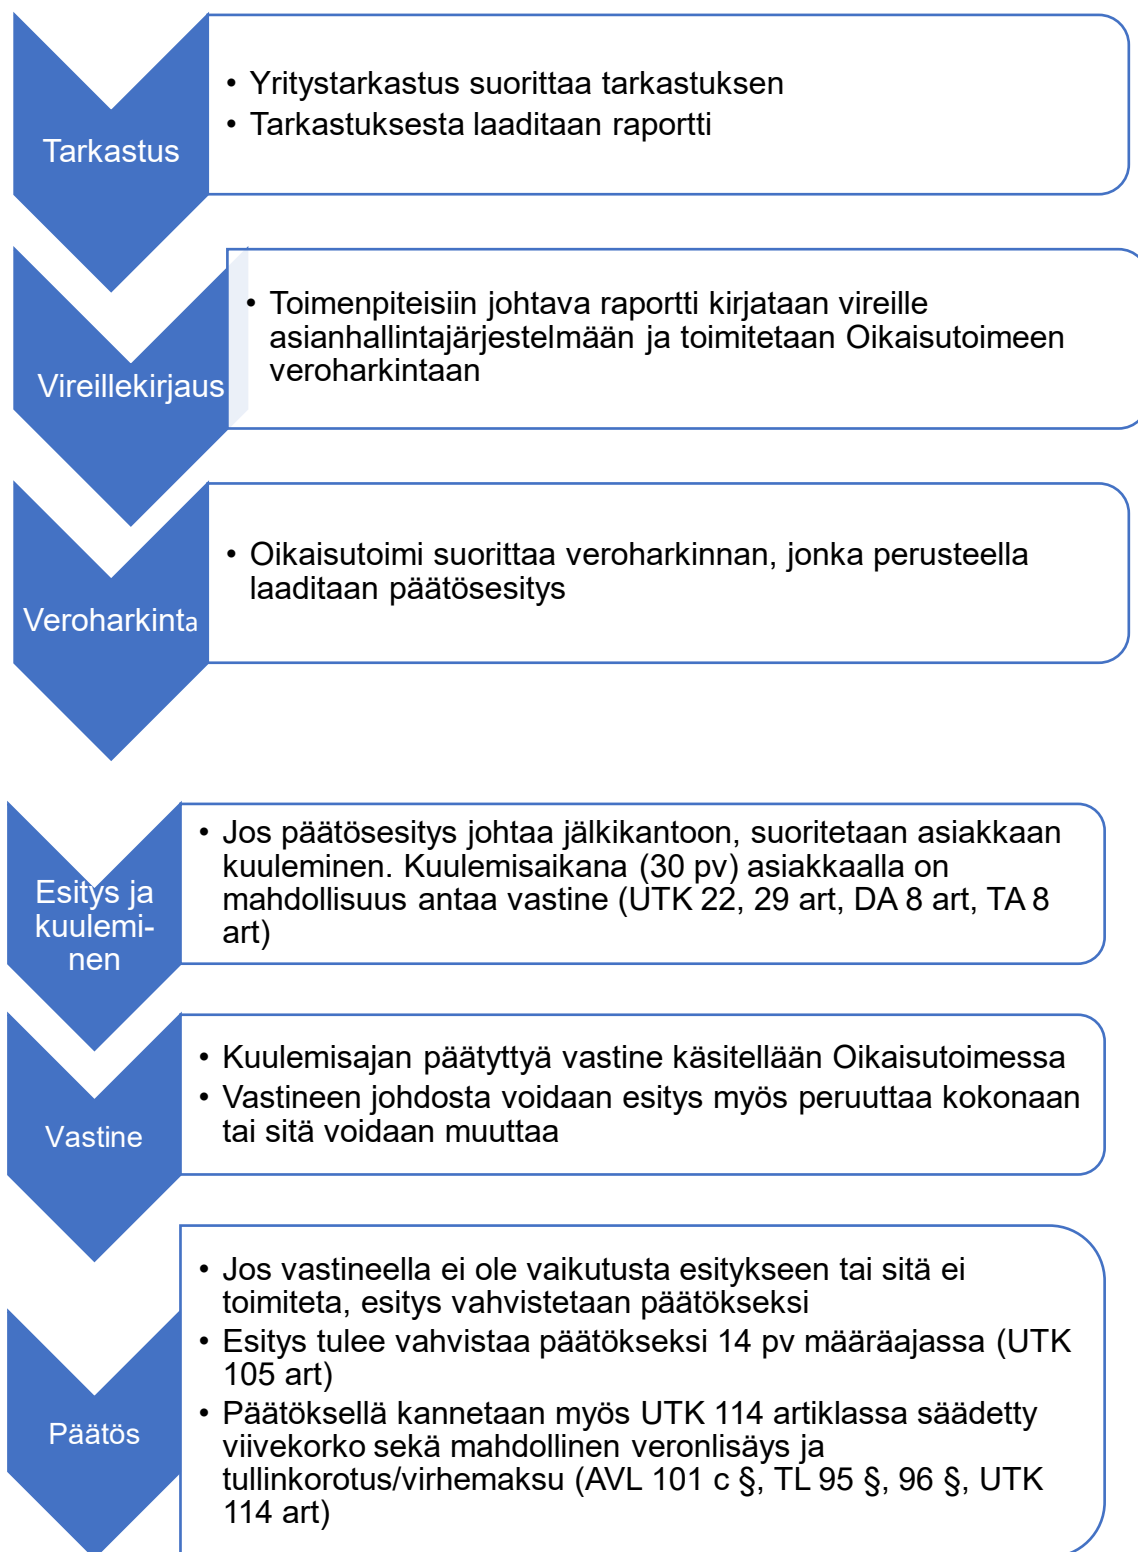 Tarkastus
• Yritystarkastus suorittaa tarkastuksen
• Tarkastuksesta laaditaan raportti
Vireillekirjaus
• Toimenpiteisiin johtava raportti kirjataan vireille
asianhallintajärjestelmään ja toimitetaan Oikaisutoimeen
veroharkintaan
Veroharkinta
• Oikaisutoimi suorittaa veroharkinnan, jonka perusteella
laaditaan päätösesitys
Esitys ja
kuulemi-
nen
• Jos päätösesitys johtaa jälkikantoon, suoritetaan asiakkaan
kuuleminen. Kuulemisaikana (30 pv) asiakkaalla on
mahdollisuus antaa vastine (UTK 22, 29 art, DA 8 art, TA 8
art)
Vastine
• Kuulemisajan päätyttyä vastine käsitellään Oikaisutoimessa
• Vastineen johdosta voidaan esitys myös peruuttaa kokonaan
tai sitä voidaan muuttaa
Päätös
• Jos vastineella ei ole vaikutusta esitykseen tai sitä ei
toimiteta, esitys vahvistetaan päätökseksi
• Esitys tulee vahvistaa päätökseksi 14 pv määräajassa (UTK
105 art)
• Päätöksellä kannetaan myös UTK 114 artiklassa säädetty
viivekorko sekä mahdollinen veronlisäys ja
tullinkorotus/virhemaksu (AVL 101 c §, TL 95 §, 96 §, UTK
114 art)